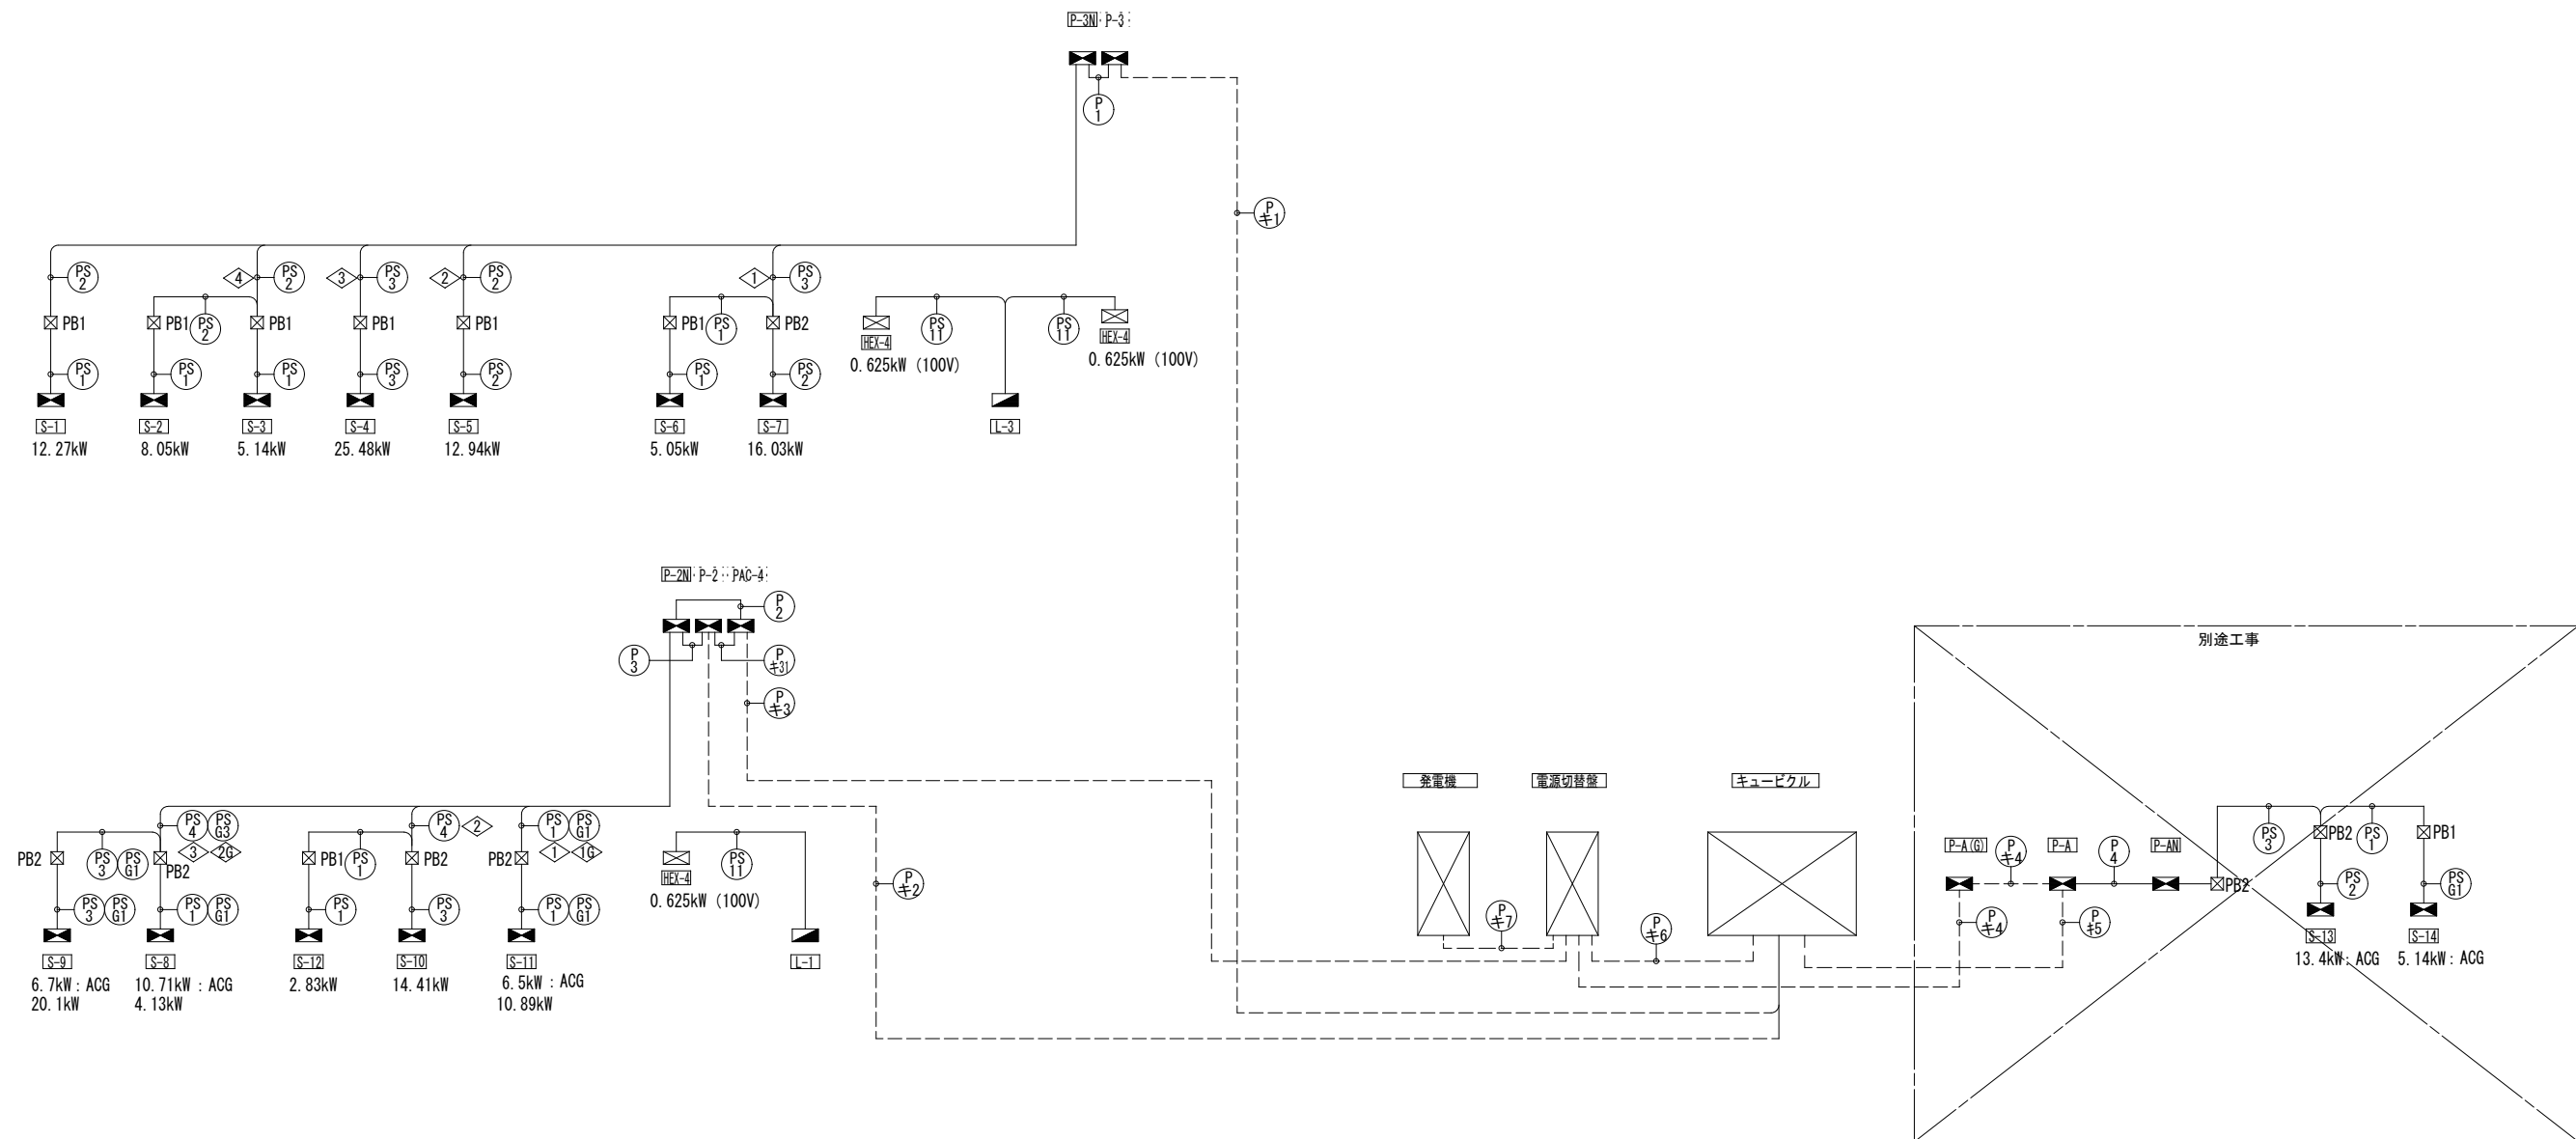 P-3N P-3
P
1
P
キ1
PS
2
4
PS
2
3
PS
3
2
PS
2
1
PS
3
PB1
PB1
PS
2
PB1
PB1
PB1
PB1
PS
1
PB2
PS
11
PS
11
HEX-4
0.625kW (100V)
HEX-4
0.625kW (100V)
PS
1
PS
1
PS
1
PS
3
PS
2
PS
1
PS
2
S-1
12.27kW
S-2
8.05kW
S-3
5.14kW
S-4
25.48kW
S-5
12.94kW
S-6
5.05kW
S-7
16.03kW
L-3
P-2N P-2 PAC-4
P
2
P
3
P
キ31
P
キ3
別途工事
発電機
電源切替盤
キュービクル
PS
4
PS
G3
3
2G
PS
4
2
PS
1
PS
G1
1
1G
PB2
PS
3
PS
G1
PB2
PB1
PS
1
PB2
PB2
HEX-4
0.625kW (100V)
PS
11
P
キ2
PS
3
PS
G1
PS
1
PS
G1
PS
1
PS
3
PS
1
PS
G1
S-9
6.7kW : ACG
20.1kW
S-8
10.71kW : ACG
4.13kW
S-12
2.83kW
S-10
14.41kW
S-11
6.5kW : ACG
10.89kW
L-1
P
キ7
P
キ6
P-A(G)
P
キ4
P-A
P
4
P-AN
P
キ4
P
キ5
PB2
PS
3
PB2
PS
1
PB1
PS
2
PS
G1
S-13
13.4kW : ACG
S-14
5.14kW : ACG